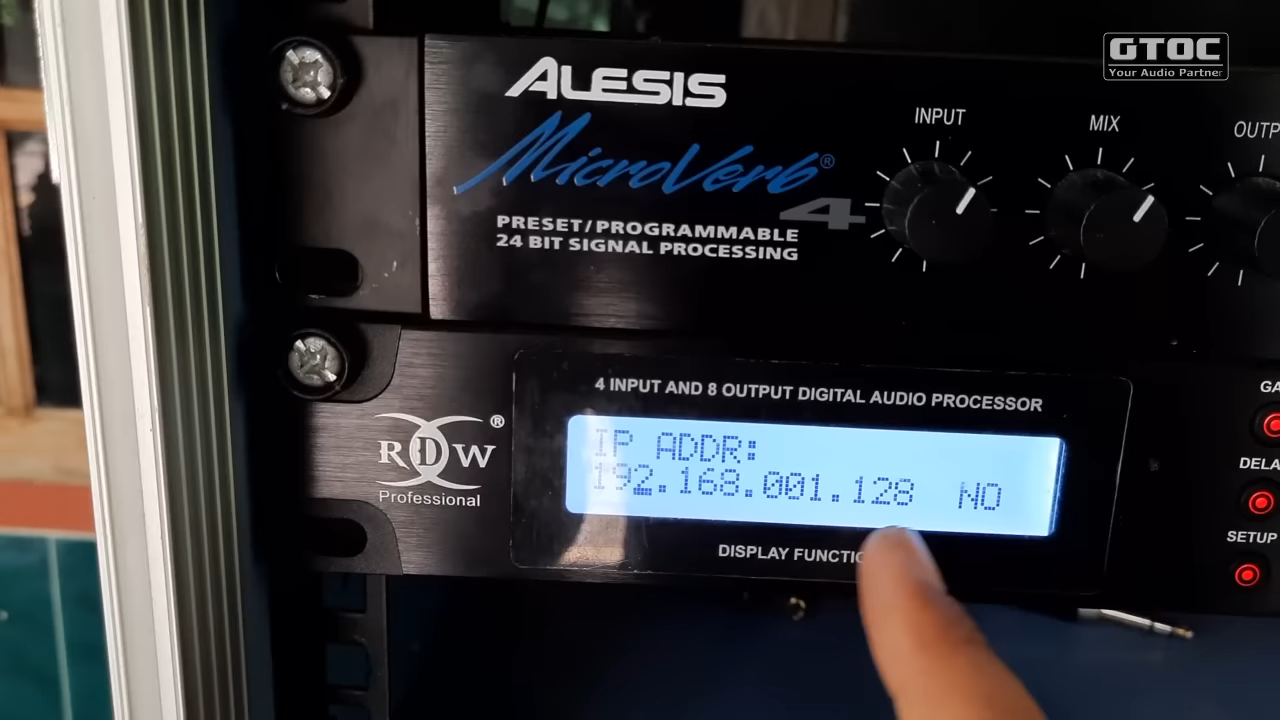 GTOC
Your Audio Partner
ALESIS
MicroVerb®
4
PRESET/PROGRAMMABLE
24 BIT SIGNAL PROCESSING
INPUT
MIX
4 INPUT AND 8 OUTPUT DIGITAL AUDIO PROCESSOR
RDW®
Professional
IP ADDR:
192.168.001.128 NO
DISPLAY
SETUP